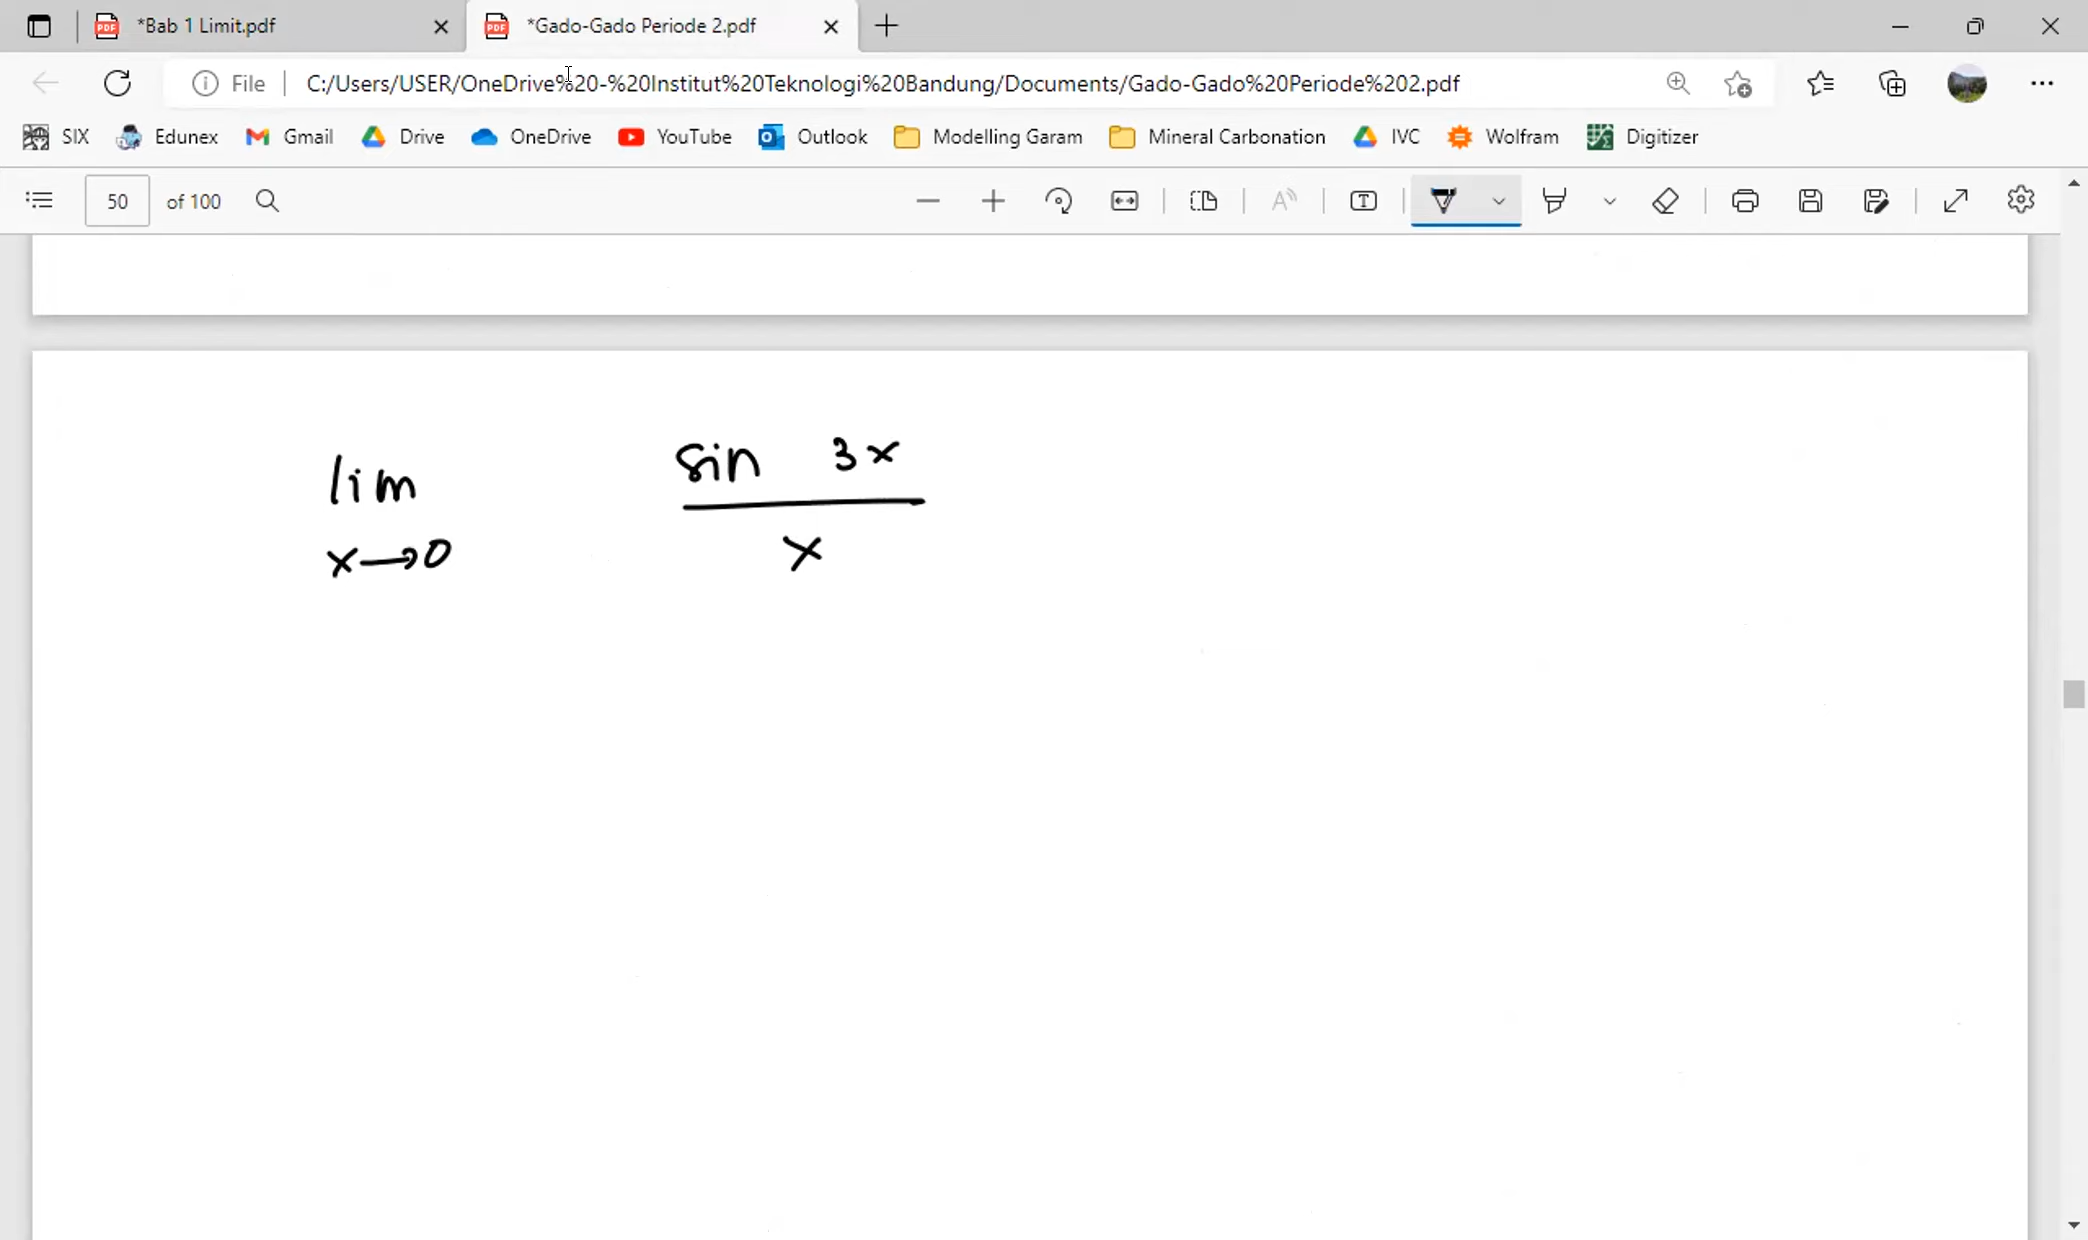 *Bab 1 Limit.pdf
*Gado-Gado Periode 2.pdf
File C:/Users/USER/OneDrive%20-%20Institut%20Teknologi%20Bandung/Documents/Gado-Gado%20Periode%202.pdf
SIX Edunex Gmail Drive OneDrive YouTube Outlook Modelling Garam Mineral Carbonation IVC Wolfram Digitizer
50 of 100
sin 3x
lim
x→0 x